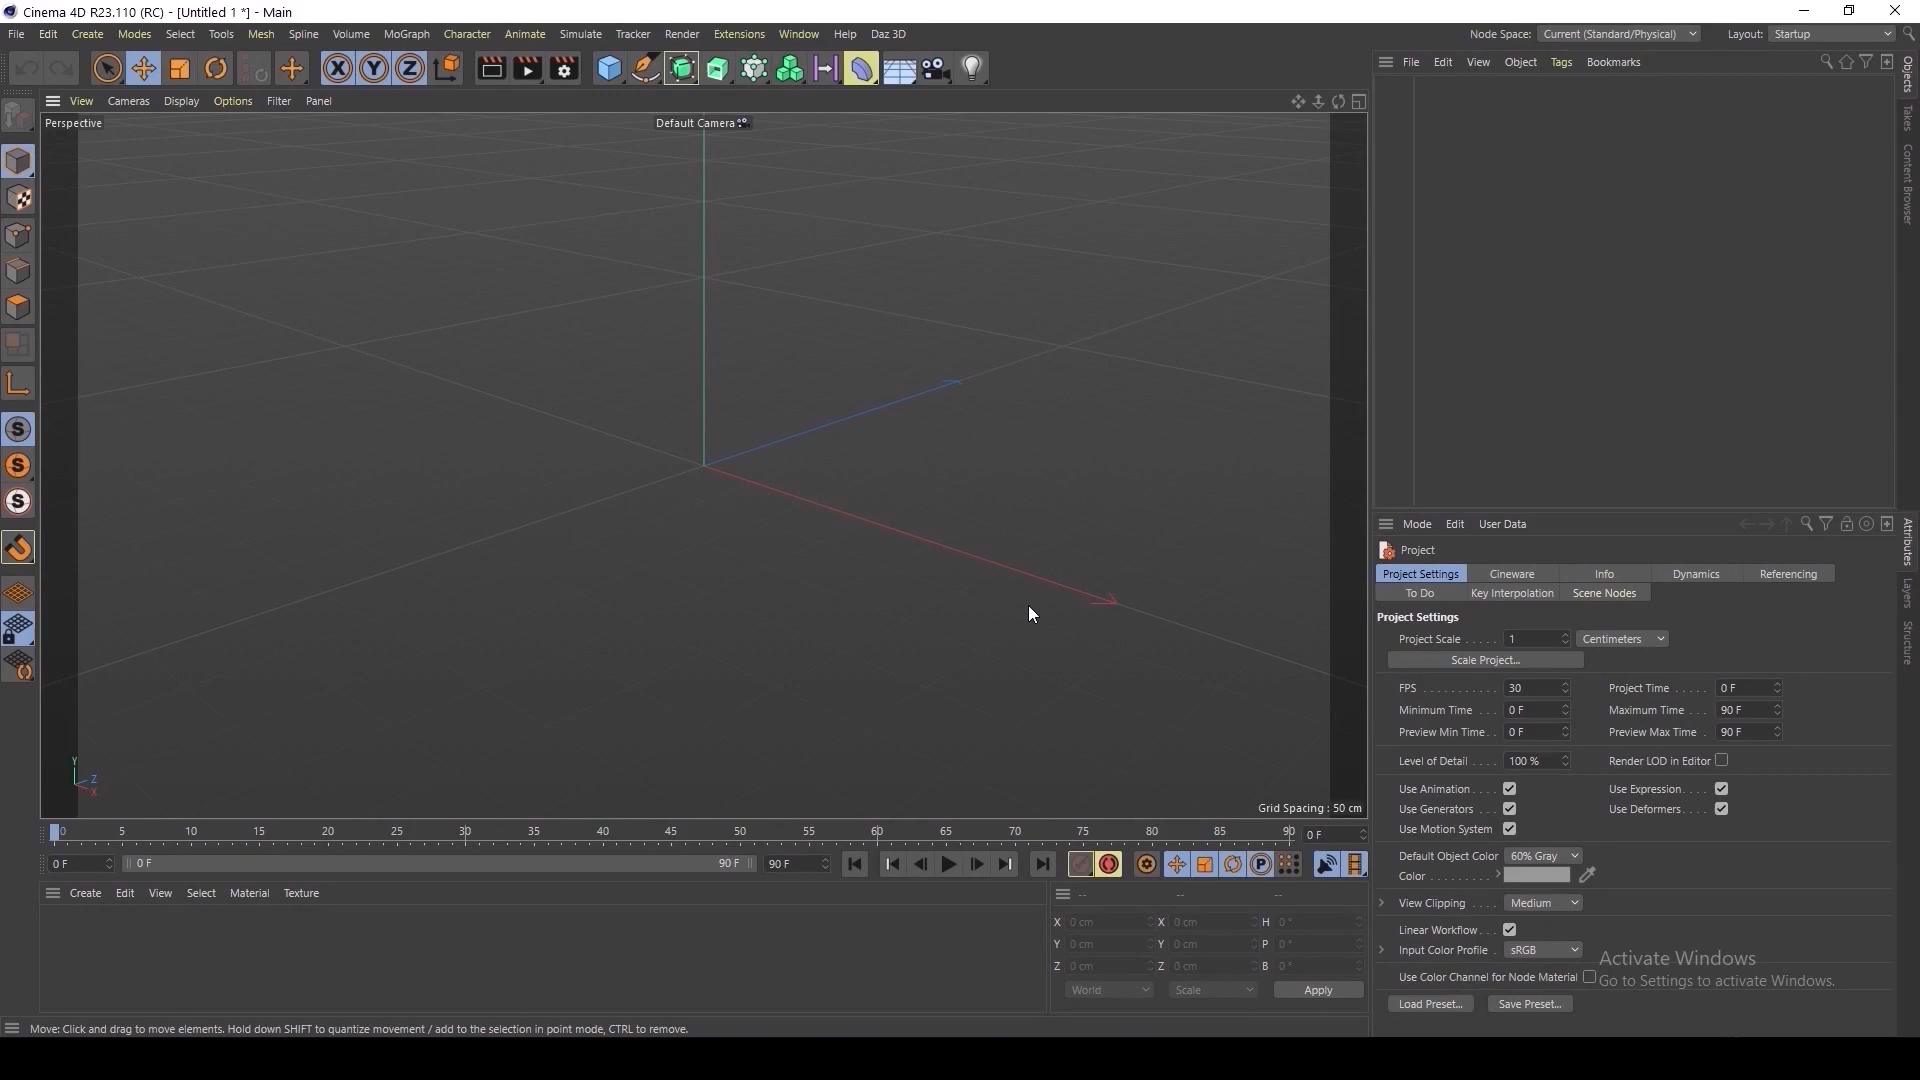 Cinema 4D R23.110 (RC) - [Untitled 1 *] - Main
File Edit Create Modes Select Tools Mesh Spline Volume MoGraph Character Animate Simulate Tracker Render Extensions Window Help Daz 3D
Node Space: Current (Standard/Physical) Layout: Startup
X Y Z
File Edit View Object Tags Bookmarks
View Cameras Display Options Filter Panel
Perspective
Default Camera
Objects
Takes
Content Browser
S
S
S
Mode Edit User Data
Attributes
Layers
Structure
Project
Project Settings Cineware Info Dynamics Referencing
To Do Key Interpolation Scene Nodes
Project Settings
Project Scale . . . . . 1 Centimeters
Scale Project...
FPS . . . . . . . . . . . 30 Project Time . . . . . 0 F
Minimum Time . . . 0 F Maximum Time . . . 90 F
Preview Min Time . . 0 F Preview Max Time . 90 F
Level of Detail . . . . 100 % Render LOD in Editor
Use Animation . . . . Use Expression . . . .
Use Generators . . . Use Deformers . . . .
Use Motion System
Default Object Color 60% Gray
Color . . . . . . . . .
View Clipping . . . . Medium
Linear Workflow . . .
Input Color Profile . sRGB
Use Color Channel for Node Material
Load Preset... Save Preset...
Activate Windows
Go to Settings to activate Windows.
Y
Z
X
Grid Spacing : 50 cm
0 5 10 15 20 25 30 35 40 45 50 55 60 65 70 75 80 85 90 0 F
0 F 0 F 90 F 90 F P
Create Edit View Select Material Texture
-- -- --
X 0 cm X 0 cm H 0 °
Y 0 cm Y 0 cm P 0 °
Z 0 cm Z 0 cm B 0 °
World Scale Apply
Move: Click and drag to move elements. Hold down SHIFT to quantize movement / add to the selection in point mode, CTRL to remove.